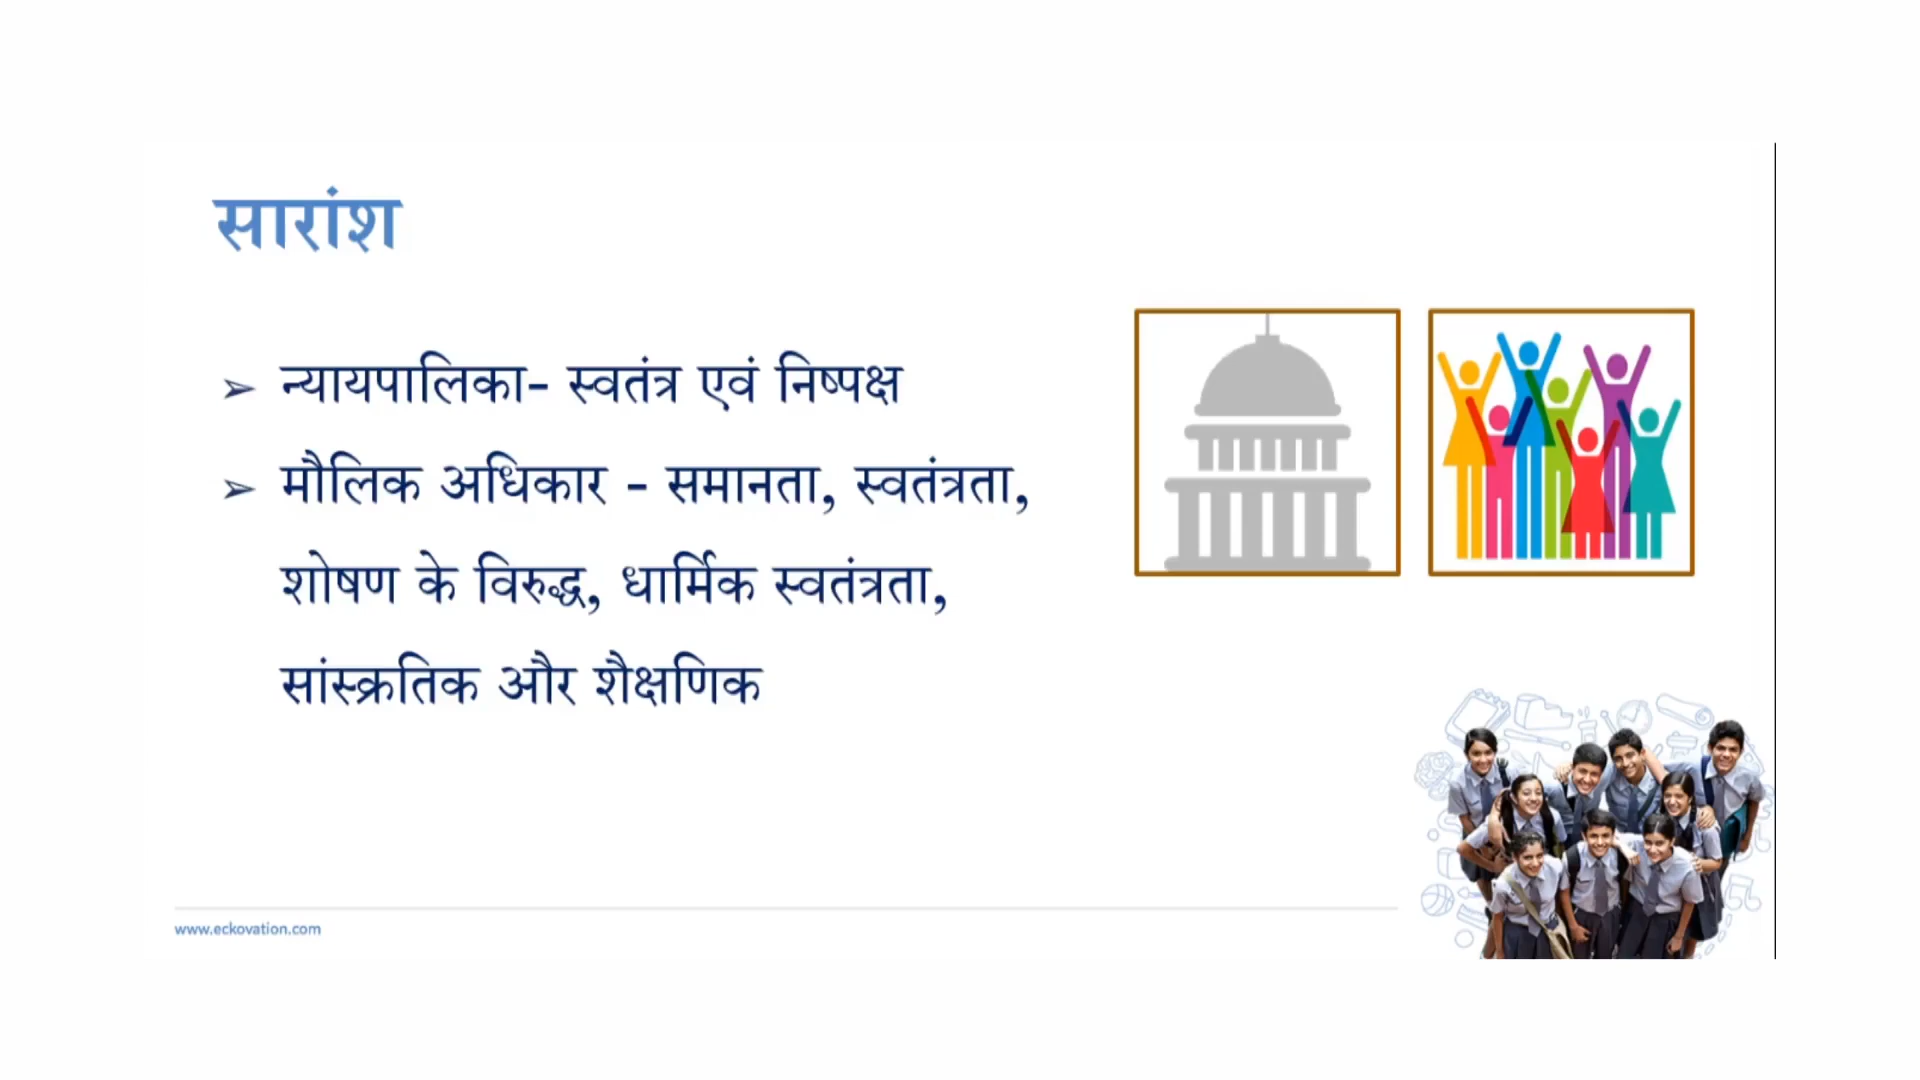 सारांश
➢ न्यायपालिका- स्वतंत्र एवं निष्पक्ष
➢ मौलिक अधिकार - समानता, स्वतंत्रता,
शोषण के विरुद्ध, धार्मिक स्वतंत्रता,
सांस्क्रतिक और शैक्षणिक
www.eckovation.com